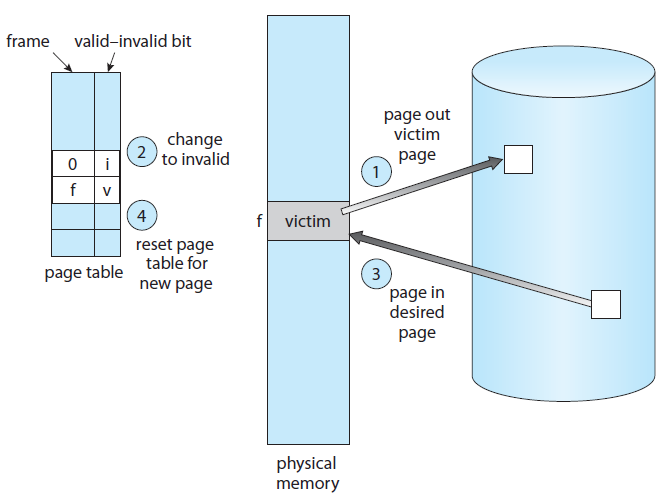 frame
valid–invalid bit
0
i
f
v
2
change
to invalid
4
reset page
table for
new page
page table
f
victim
physical
memory
page out
victim
page
1
3
page in
desired
page